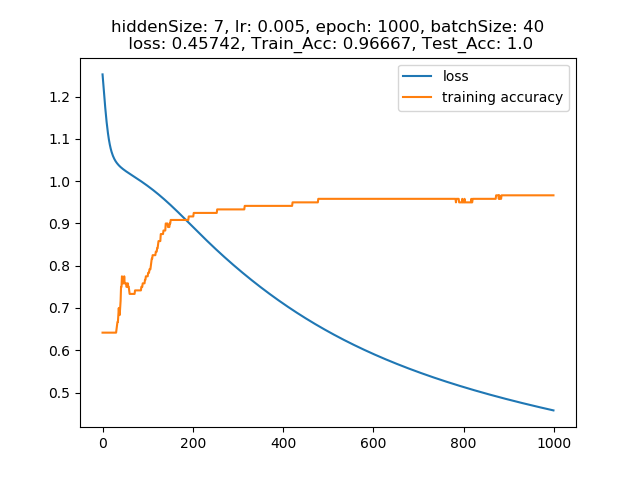 hiddenSize: 7, lr: 0.005, epoch: 1000, batchSize: 40
loss: 0.45742, Train_Acc: 0.96667, Test_Acc: 1.0
loss
training accuracy
1.2
1.1
1.0
0.9
0.8
0.7
0.6
0.5
0 200 400 600 800 1000